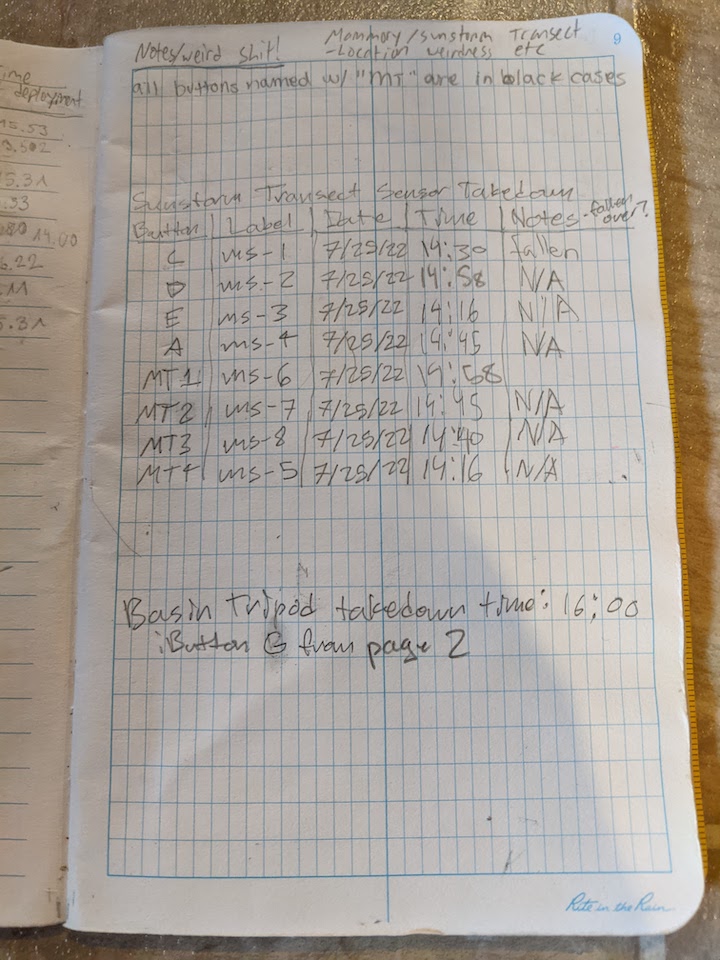 Time
deployment
15.53
3.502
15.31
.33
080 14.00
6.22
.11
5.31
Notes/weird shit!
Mammory/sunstorm Transect
-Location weirdness etc
9
all buttons named w/ "MT" are in black cases
Sunstorm Transect Sensor Takedown
Button | Label | Date | Time | Notes -fallen over?
C | ms-1 | 7/25/22 | 14:30 | fallen
D | ms-2 | 7/25/22 | 14:58 | N/A
E | ms-3 | 7/25/22 | 14:16 | N/A
A | ms-4 | 7/25/22 | 14:45 | N/A
MT1 | ms-6 | 7/25/22 | 14:58
MT2 | ms-7 | 7/25/22 | 14:45 | N/A
MT3 | ms-8 | 7/25/22 | 14:40 | N/A
MT4 | ms-5 | 7/25/22 | 14:16 | N/A
Basin Tripod takedown time: 16:00
iButton G from page 2
Rite in the Rain